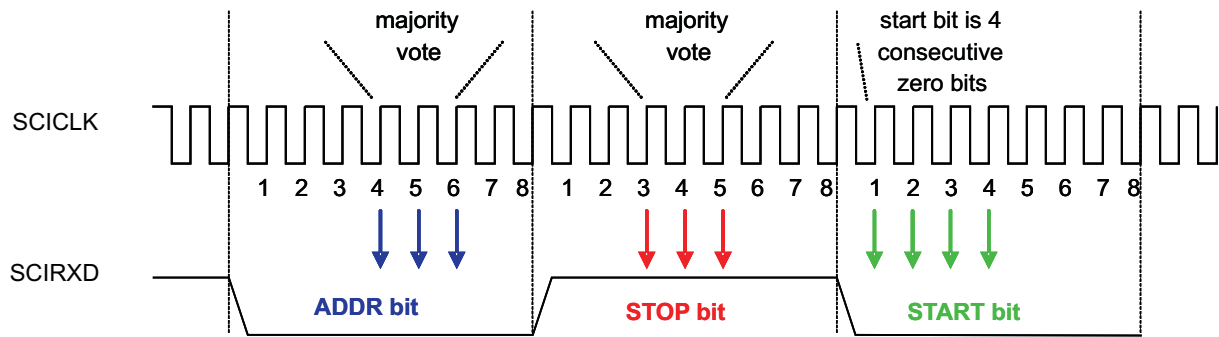 majority
vote
majority
vote
start bit is 4
consecutive
zero bits
SCICLK
1 2 3 4 5 6 7 8 1 2 3 4 5 6 7 8 1 2 3 4 5 6 7 8
SCIRXD
ADDR bit STOP bit START bit